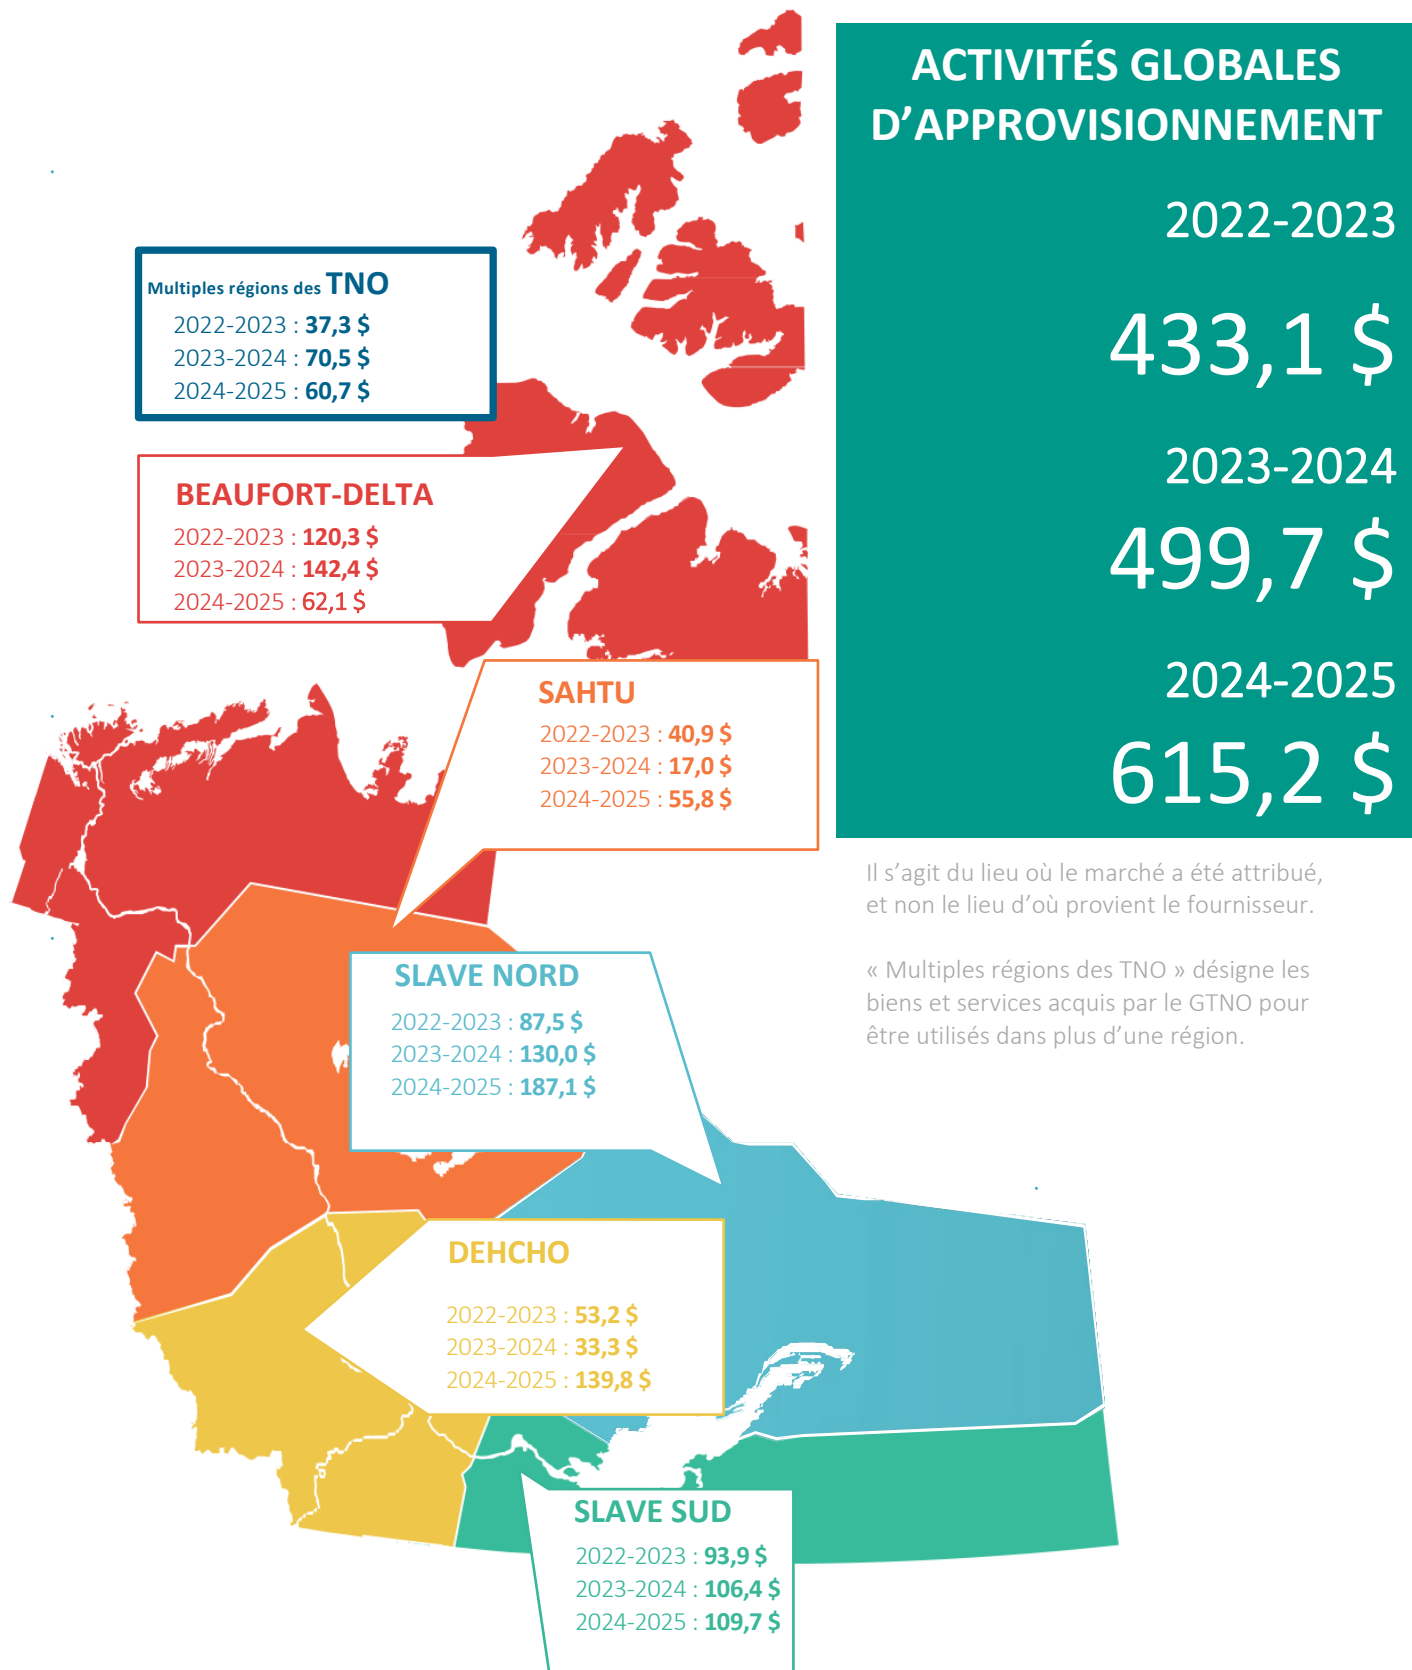 ACTIVITÉS GLOBALES
D’APPROVISIONNEMENT
2022-2023
433,1 $
2023-2024
499,7 $
2024-2025
615,2 $
Il s’agit du lieu où le marché a été attribué,
et non le lieu d’où provient le fournisseur.
« Multiples régions des TNO » désigne les
biens et services acquis par le GTNO pour
être utilisés dans plus d’une région.
Multiples régions des TNO
2022-2023 : 37,3 $
2023-2024 : 70,5 $
2024-2025 : 60,7 $
BEAUFORT-DELTA
2022-2023 : 120,3 $
2023-2024 : 142,4 $
2024-2025 : 62,1 $
SAHTU
2022-2023 : 40,9 $
2023-2024 : 17,0 $
2024-2025 : 55,8 $
SLAVE NORD
2022-2023 : 87,5 $
2023-2024 : 130,0 $
2024-2025 : 187,1 $
DEHCHO
2022-2023 : 53,2 $
2023-2024 : 33,3 $
2024-2025 : 139,8 $
SLAVE SUD
2022-2023 : 93,9 $
2023-2024 : 106,4 $
2024-2025 : 109,7 $